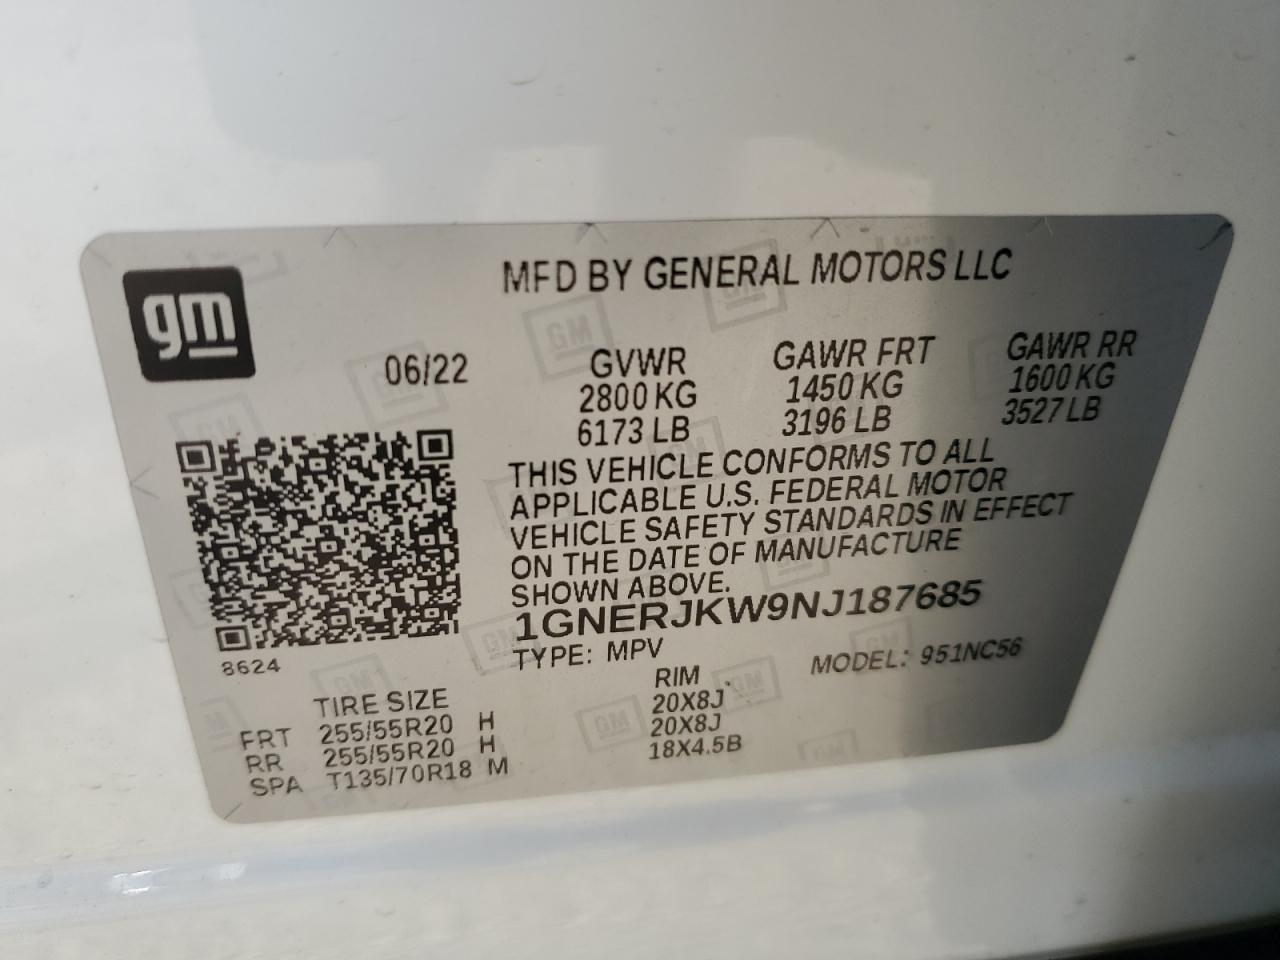 gm
MFD BY GENERAL MOTORS LLC
06/22
GVWR GAWR FRT GAWR RR
2800 KG 1450 KG 1600 KG
6173 LB 3196 LB 3527 LB
THIS VEHICLE CONFORMS TO ALL
APPLICABLE U.S. FEDERAL MOTOR
VEHICLE SAFETY STANDARDS IN EFFECT
ON THE DATE OF MANUFACTURE
SHOWN ABOVE.
1GNERJKW9NJ187685
TYPE: MPV MODEL: 951NC56
8624
TIRE SIZE RIM
FRT 255/55R20 H 20X8J
RR 255/55R20 H 20X8J
SPA T135/70R18 M 18X4.5B